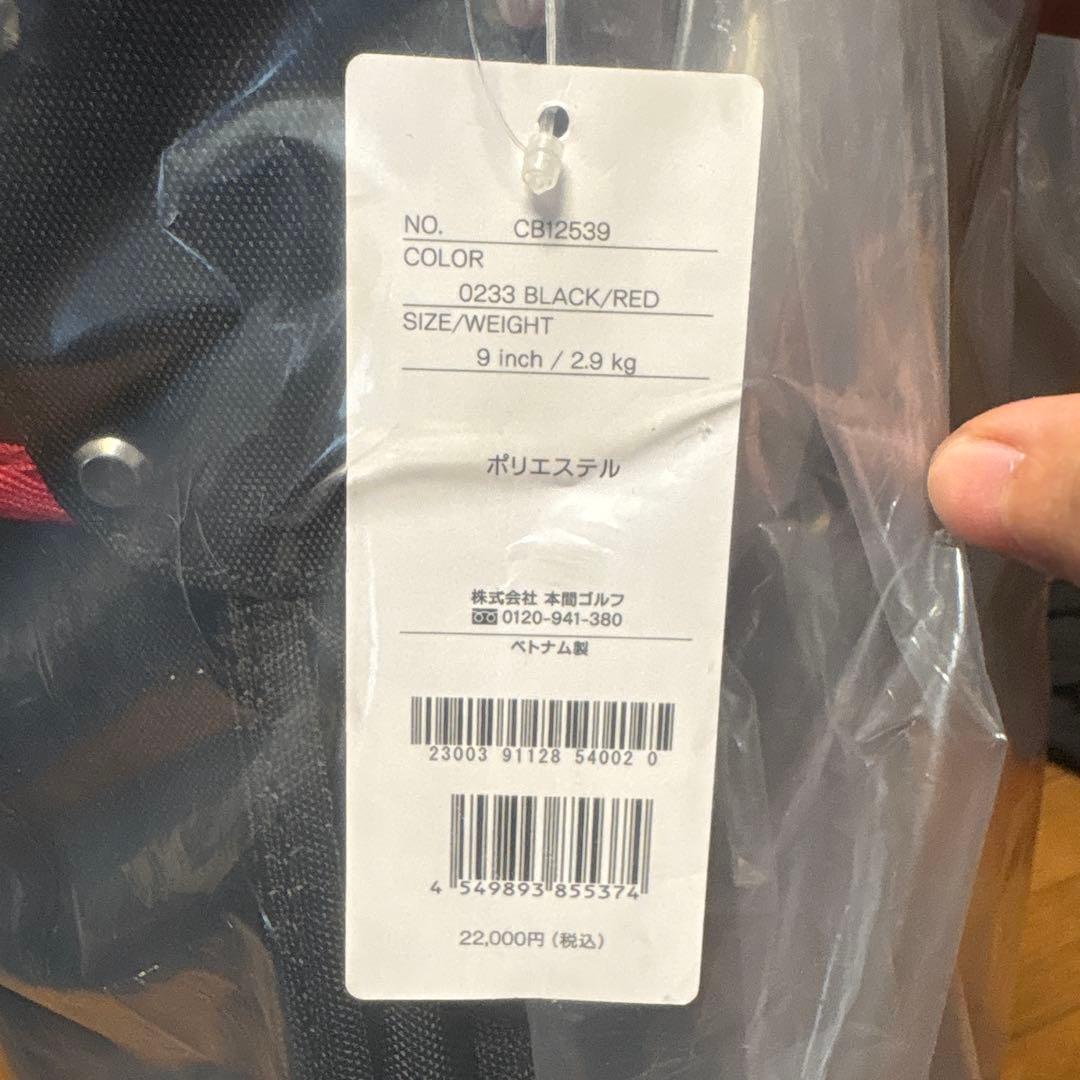 NO. CB12539
COLOR
0233 BLACK/RED
SIZE/WEIGHT
9 inch / 2.9 kg
ポリエステル
株式会社 本間ゴルフ
0120-941-380
ベトナム製
23003 91128 54002 0
4 549893 855374
22,000円(税込)